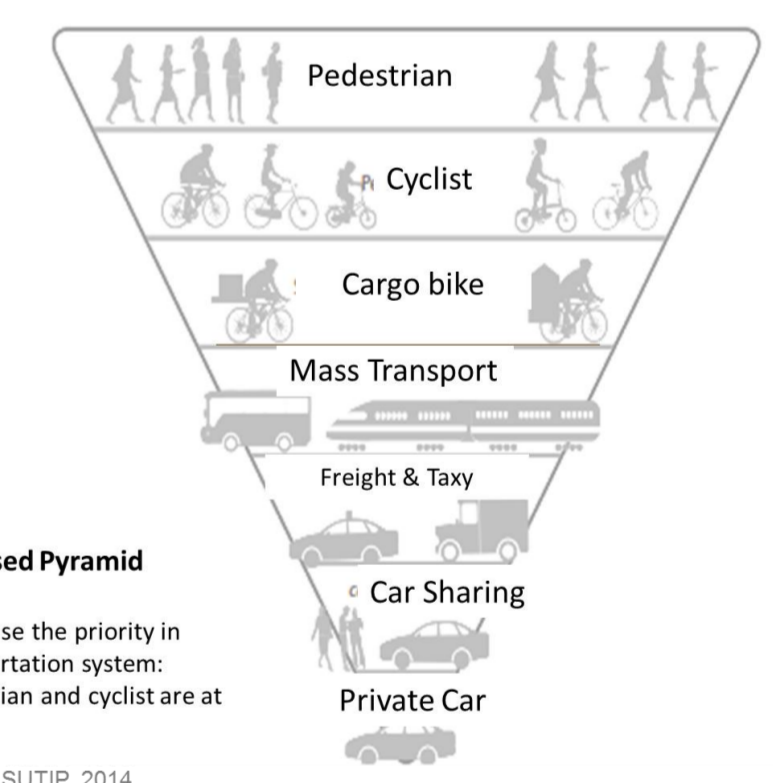 Pedestrian
Cyclist
Cargo bike
Mass Transport
Freight & Taxy
Car Sharing
Private Car
sed Pyramid
se the priority in
rtation system:
ian and cyclist are at
SUTIP, 2014